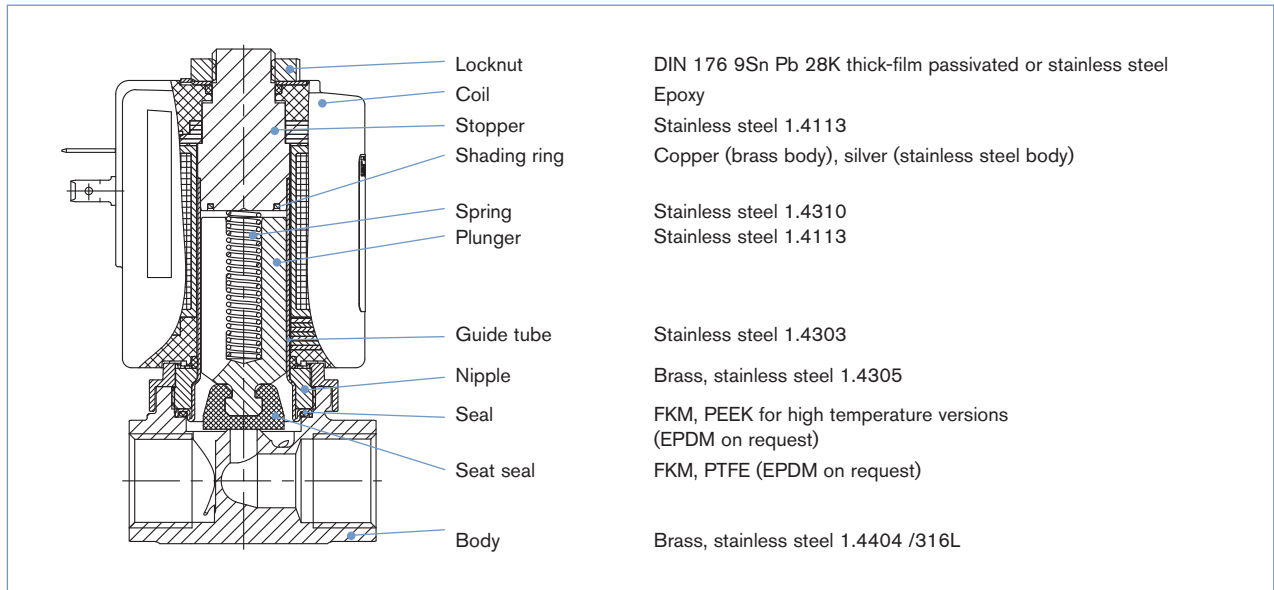 Locknut DIN 176 9Sn Pb 28K thick-film passivated or stainless steel
Coil Epoxy
Stopper Stainless steel 1.4113
Shading ring Copper (brass body), silver (stainless steel body)
Spring Stainless steel 1.4310
Plunger Stainless steel 1.4113
Guide tube Stainless steel 1.4303
Nipple Brass, stainless steel 1.4305
Seal FKM, PEEK for high temperature versions
(EPDM on request)
Seat seal FKM, PTFE (EPDM on request)
Body Brass, stainless steel 1.4404 /316L